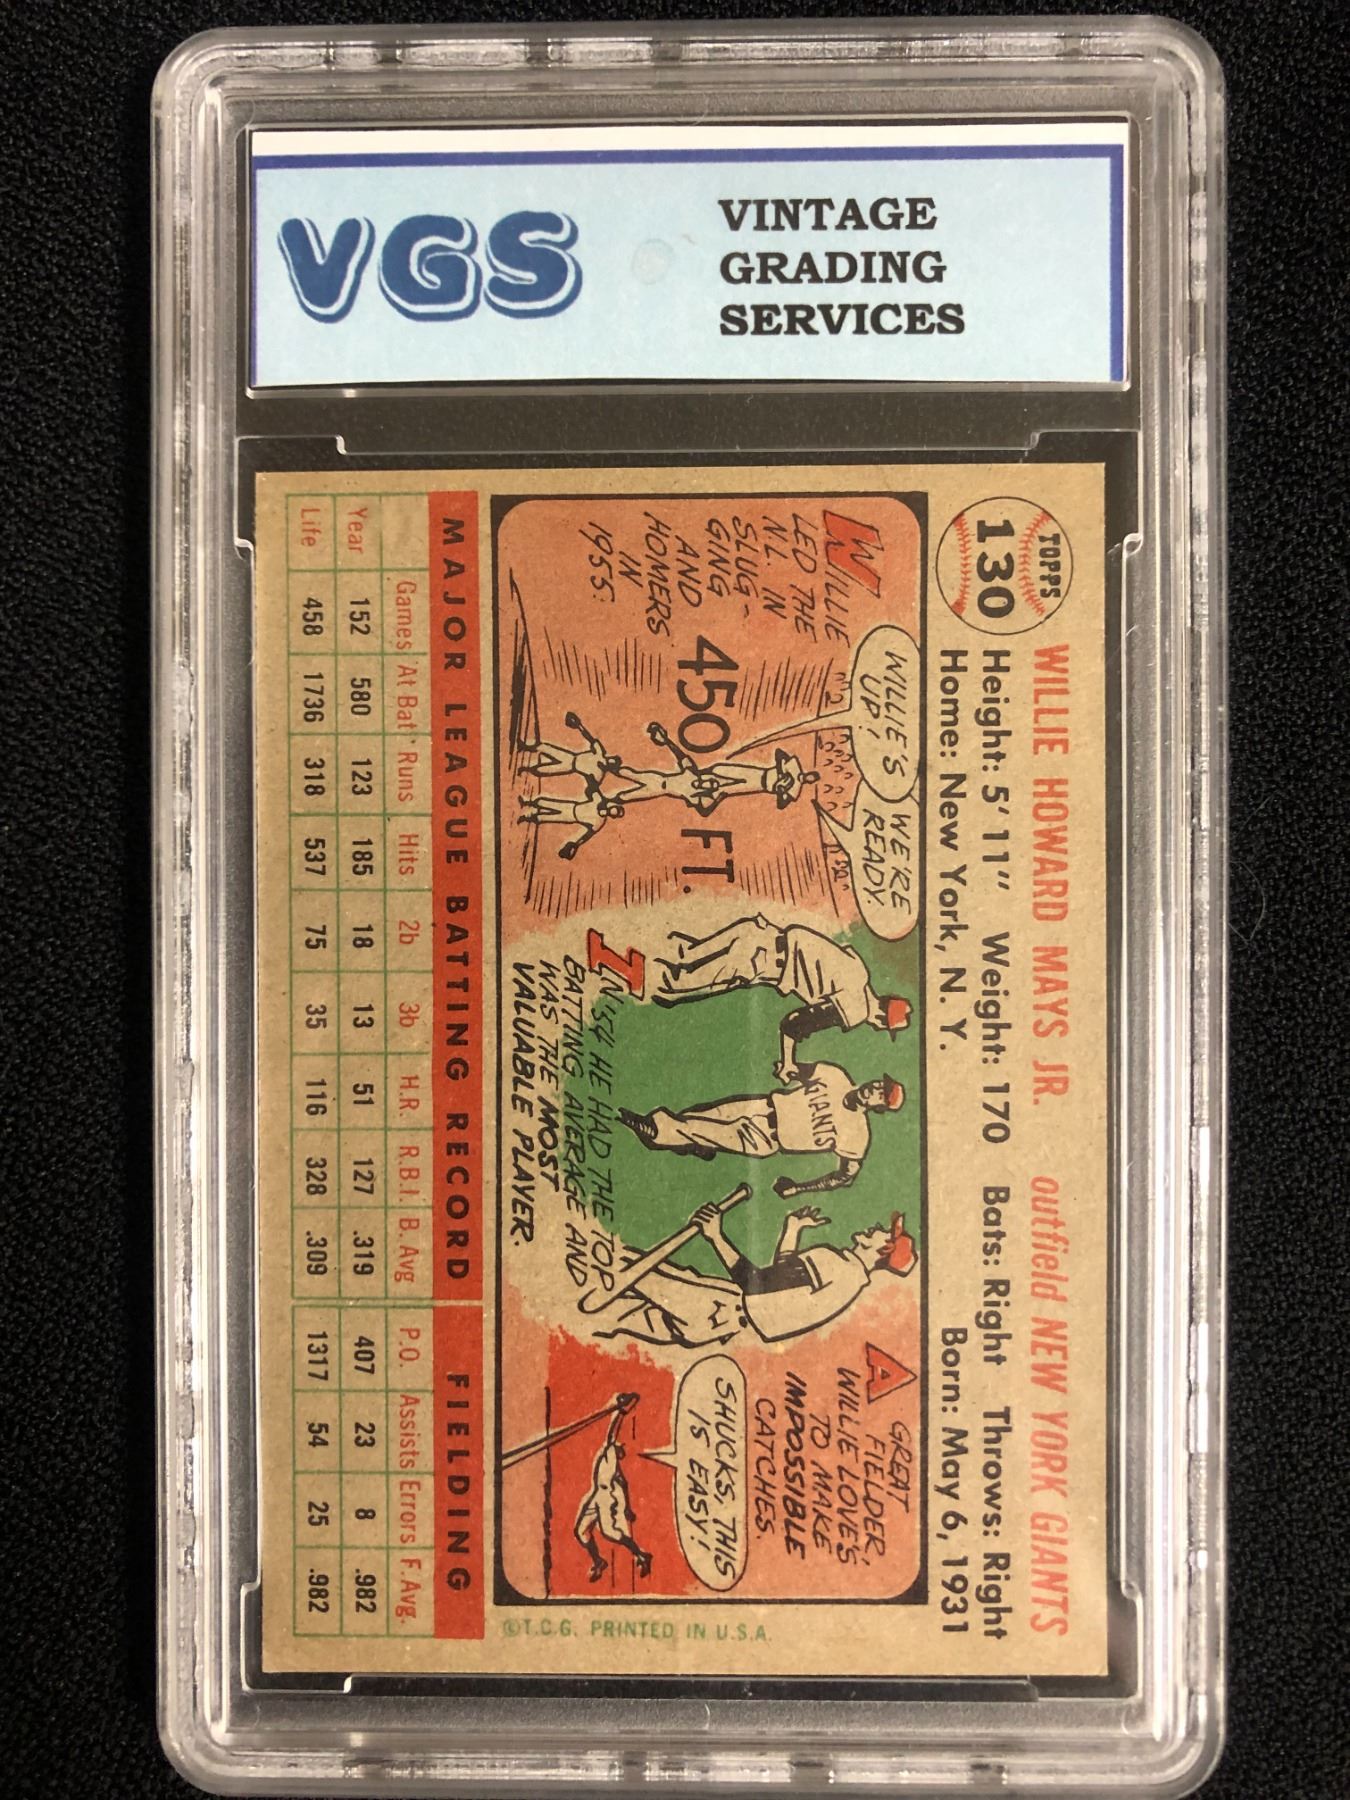 VGS
VINTAGE
GRADING
SERVICES
TOPPS
130
WILLIE HOWARD MAYS JR. outfield NEW YORK GIANTS
Height: 5'11" Weight: 170 Bats: Right Throws: Right
Home: New York, N. Y. Born: May 6, 1931
WILLIE
LED THE
N.L. IN
SLUG-
GING
AND
HOMERS
IN
1955.
WILLIE'S
UP!
WE'RE
READY.
450 FT.
GIANTS
IN '54 HE HAD THE TOP
BATTING AVERAGE AND
WAS THE MOST
VALUABLE PLAYER.
A GREAT
FIELDER,
WILLIE LOVES
TO MAKE
IMPOSSIBLE
CATCHES.
SHUCKS, THIS
IS EASY!
©T.C.G. PRINTED IN U.S.A.
MAJOR LEAGUE BATTING RECORD FIELDING
Games At Bat Runs Hits 2b 3b H.R. R.B.I. B. Avg P.O. Assists Errors F. Avg.
Year 152 580 123 185 18 13 51 127 .319 407 23 8 .982
Life 458 1736 318 537 75 35 116 328 .309 1317 54 25 .982